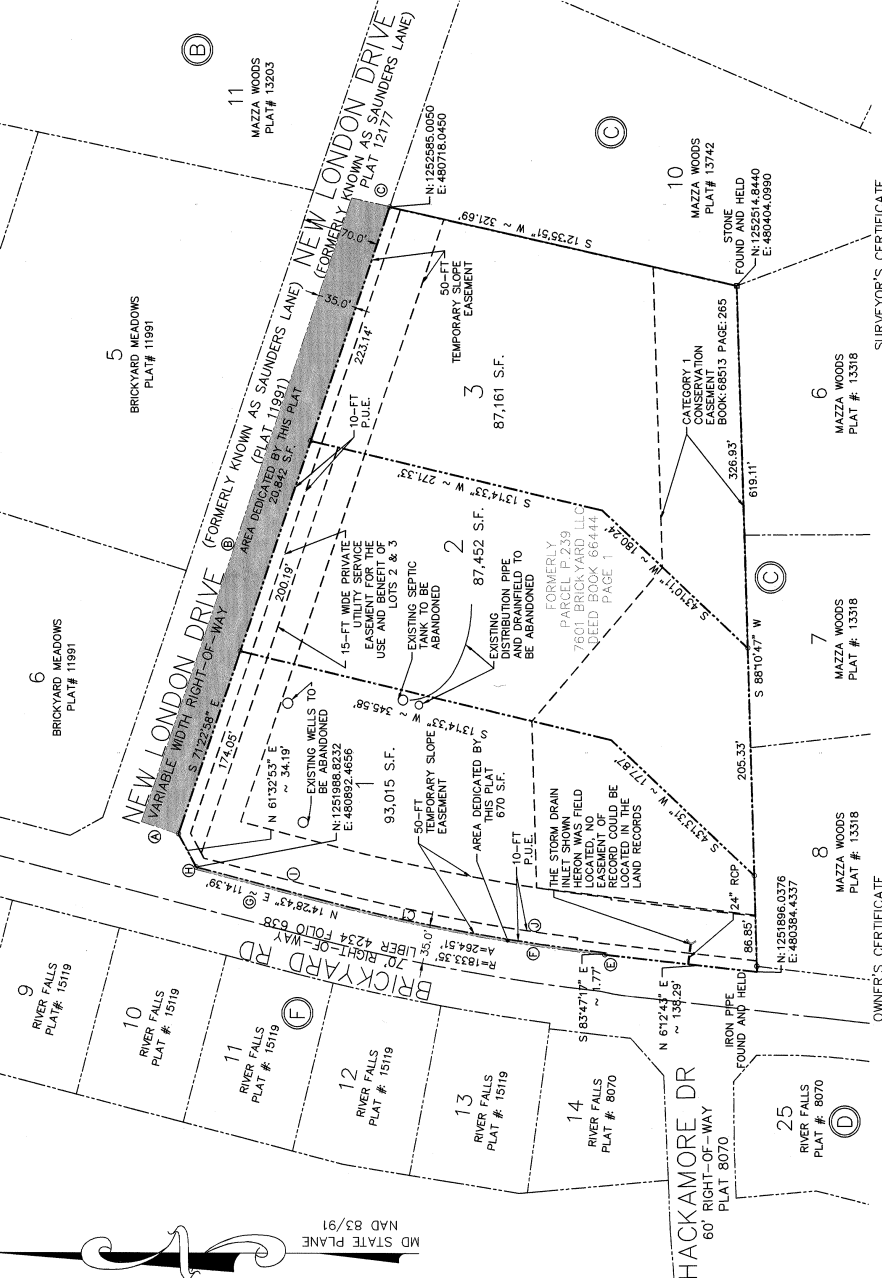 11
MAZZA WOODS
PLAT# 13203
B
5
BRICKYARD MEADOWS
PLAT# 11991
6
BRICKYARD MEADOWS
PLAT# 11991
NEW LONDON DRIVE
(FORMERLY KNOWN AS SAUNDERS LANE)
PLAT 12177
C
NEW LONDON DRIVE
(FORMERLY KNOWN AS SAUNDERS LANE)
(PLAT 11991)
VARIABLE WIDTH RIGHT-OF-WAY
A
B
AREA DEDICATED BY THIS PLAT
20,842 S.F.
S 71°22'58" E
174.05'
200.19'
223.14'
35.0'
70.0'
N:1252585.0050
E: 480718.0450
S 12°35'51" W ~ 321.69'
C
10
MAZZA WOODS
PLAT# 13742
STONE
FOUND AND HELD
N:1252514.8440
E: 480404.0990
50-FT
TEMPORARY SLOPE
EASEMENT
3
87,161 S.F.
10-FT
P.U.E.
CATEGORY 1
CONSERVATION
EASEMENT
BOOK: 68513 PAGE: 265
S 13°14'33" W ~ 271.33'
S 43°10'11" W ~ 180.24'
15-FT WIDE PRIVATE
UTILITY SERVICE
EASEMENT FOR THE
USE AND BENEFIT OF
LOTS 2 & 3
2
87,452 S.F.
EXISTING SEPTIC
TANK TO BE
ABANDONED
EXISTING
DISTRIBUTION PIPE
AND DRAINFIELD TO
BE ABANDONED
FORMERLY
PARCEL P.239
7601 BRICKYARD LLC
DEED BOOK 66444
PAGE 1
S 13°14'33" W ~ 345.58'
S 43°13'31" W ~ 177.87'
N 61°32'53" E
~ 34.19'
EXISTING WELLS TO
BE ABANDONED
N:1251988.8232
E: 480892.4656
1
93,015 S.F.
50-FT
TEMPORARY SLOPE
EASEMENT
AREA DEDICATED BY
THIS PLAT
670 S.F.
10-FT
P.U.E.
THE STORM DRAIN
INLET SHOWN
HERON WAS FIELD
LOCATED, NO
EASEMENT OF
RECORD COULD BE
LOCATED IN THE
LAND RECORDS
24" RCP
H
I
G
J
F
E
N 14°28'43" E ~ 114.39'
35.0'
R=1833.35'
A=264.51'
BRICKYARD RD
70' RIGHT-OF-WAY
LIBER 4234 FOLIO 638
S 83°47'17" E
~ 1.77'
N 6°12'43" E
~ 138.29'
IRON PIPE
FOUND AND HELD
N:1251896.0376
E: 480384.4337
86.85'
205.33'
326.93'
S 88°10'47" W
619.11'
6
MAZZA WOODS
PLAT #: 13318
C
7
MAZZA WOODS
PLAT #: 13318
8
MAZZA WOODS
PLAT #: 13318
9
RIVER FALLS
PLAT#: 15119
10
RIVER FALLS
PLAT #: 15119
11
RIVER FALLS
PLAT #: 15119
F
12
RIVER FALLS
PLAT #: 15119
13
RIVER FALLS
PLAT #: 15119
14
RIVER FALLS
PLAT #: 8070
HACKAMORE DR
60' RIGHT-OF-WAY
PLAT 8070
25
RIVER FALLS
PLAT #: 8070
D
MD STATE PLANE
NAD 83/91
SURVEYOR'S CERTIFICATE
OWNER'S CERTIFICATE